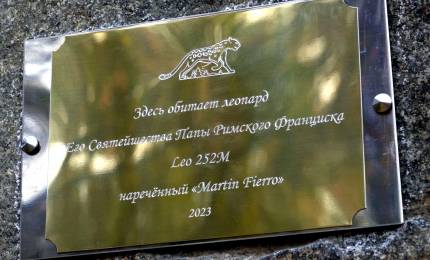 Здесь обитает леопард
Его Святейшества Папы Римского Франциска
Leo 252M
наречённый «Martin Fierro»
2023